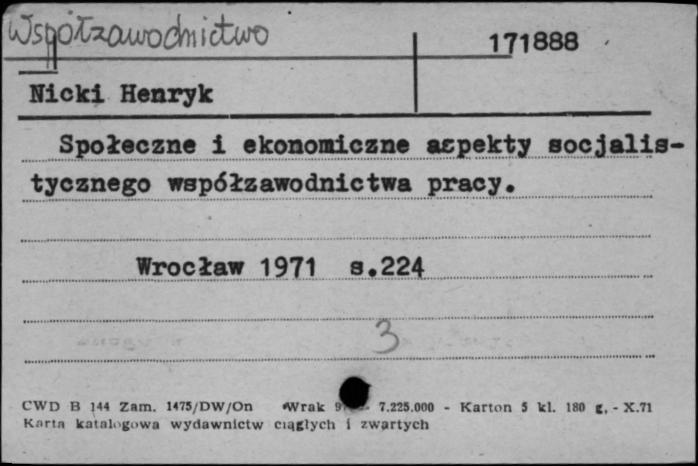 Współzawodnictwo
171888
Nicki Henryk
Społeczne i ekonomiczne aspekty socjalis-
tycznego współzawodnictwa pracy.
Wrocław 1971 s.224
3
CWD B 144 Zam. 1475/DW/On Wrak 7.225.000 - Karton 5 kl. 180 g. - X.71
Karta katalogowa wydawnictw ciągłych i zwartych